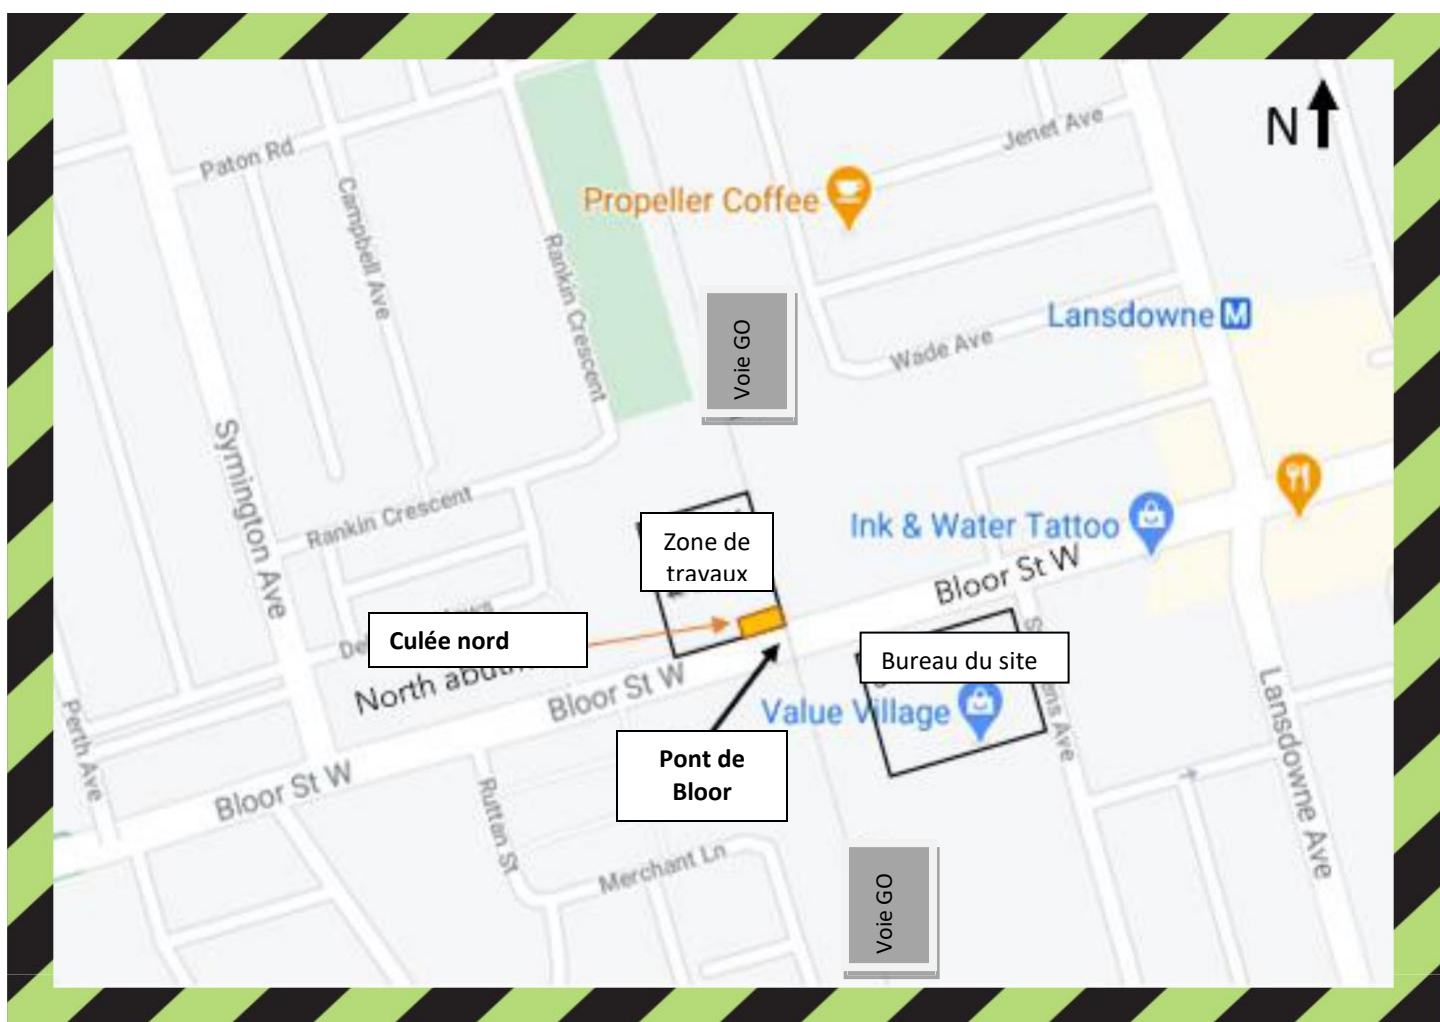 N
Jenet Ave
Paton Rd
Propeller Coffee
Campbell Ave
Rankin Crescent
Lansdowne M
Voie GO
Wade Ave
Symington Ave
Rankin Crescent
Ink & Water Tattoo
Zone de
travaux
Bloor St W
Culée nord
Bureau du site
North
Bloor St W
Value Village
Perth Ave
Lansdowne Ave
Pont de
Bloor
Bloor St W
Ruttan St
Merchant Ln
Voie GO